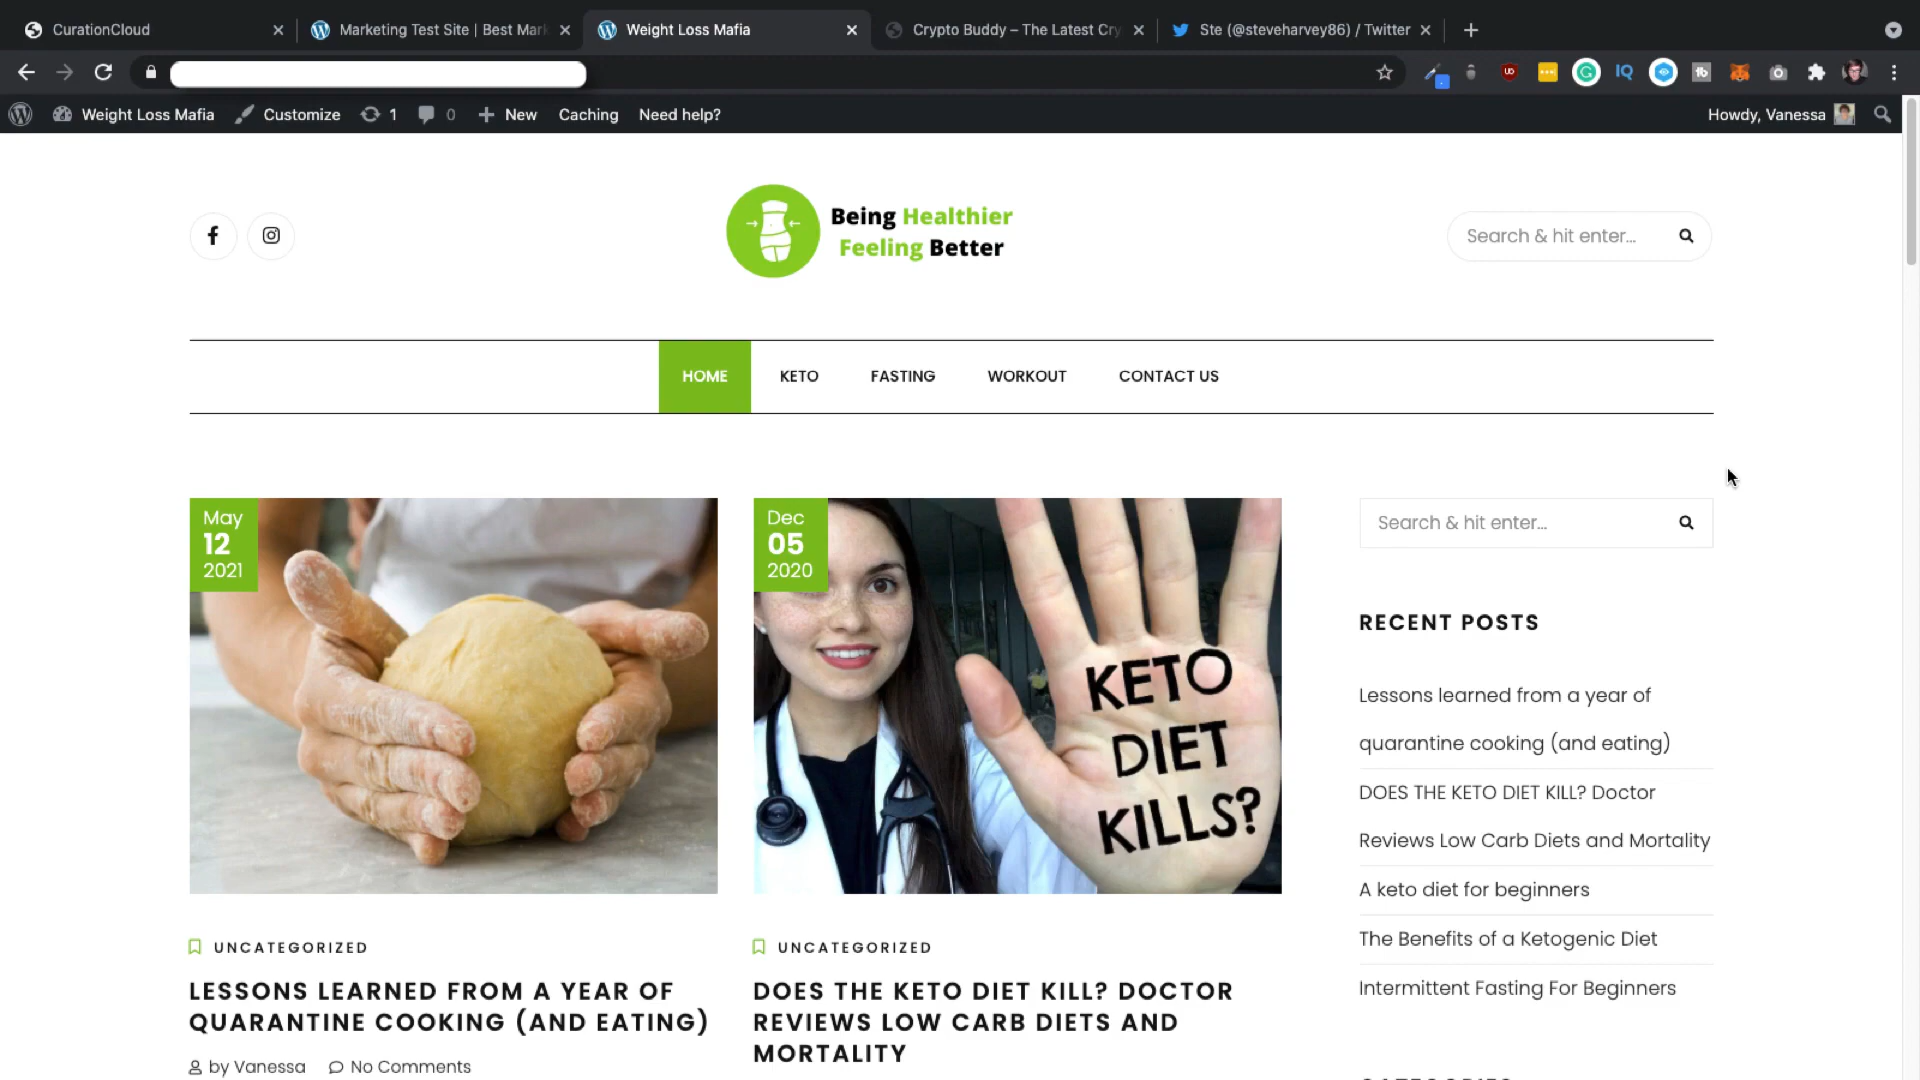 CurationCloud
Marketing Test Site | Best Mark
Weight Loss Mafia
Crypto Buddy – The Latest Cry
Ste (@steveharvey86) / Twitter
Weight Loss Mafia
Customize
1
0
New
Caching
Need help?
Howdy, Vanessa
Being Healthier
Feeling Better
Search & hit enter...
HOME
KETO
FASTING
WORKOUT
CONTACT US
May
12
2021
Dec
05
2020
KETO
DIET
KILLS?
Search & hit enter...
RECENT POSTS
Lessons learned from a year of
quarantine cooking (and eating)
DOES THE KETO DIET KILL? Doctor
Reviews Low Carb Diets and Mortality
A keto diet for beginners
The Benefits of a Ketogenic Diet
Intermittent Fasting For Beginners
UNCATEGORIZED
LESSONS LEARNED FROM A YEAR OF
QUARANTINE COOKING (AND EATING)
by Vanessa
No Comments
UNCATEGORIZED
DOES THE KETO DIET KILL? DOCTOR
REVIEWS LOW CARB DIETS AND
MORTALITY